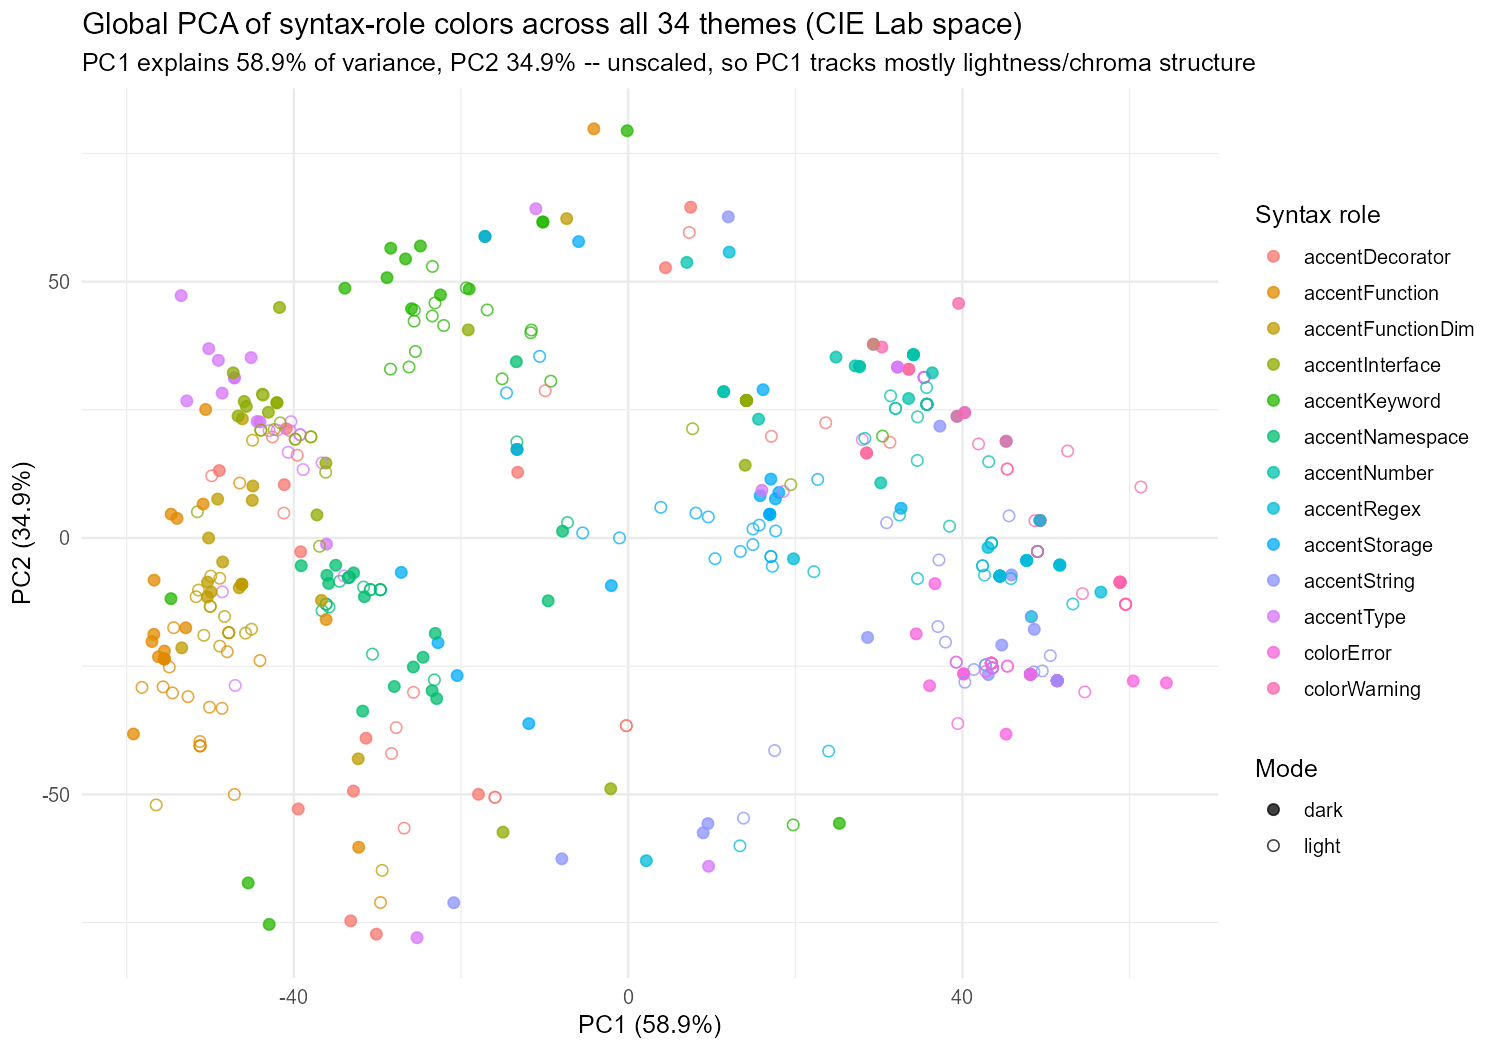 Global PCA of syntax-role colors across all 34 themes (CIE Lab space)
PC1 explains 58.9% of variance, PC2 34.9% -- unscaled, so PC1 tracks mostly lightness/chroma structure
PC2 (34.9%)
50
0
-50
-40
0
40
PC1 (58.9%)
Syntax role
accentDecorator
accentFunction
accentFunctionDim
accentInterface
accentKeyword
accentNamespace
accentNumber
accentRegex
accentStorage
accentString
accentType
colorError
colorWarning
Mode
dark
light